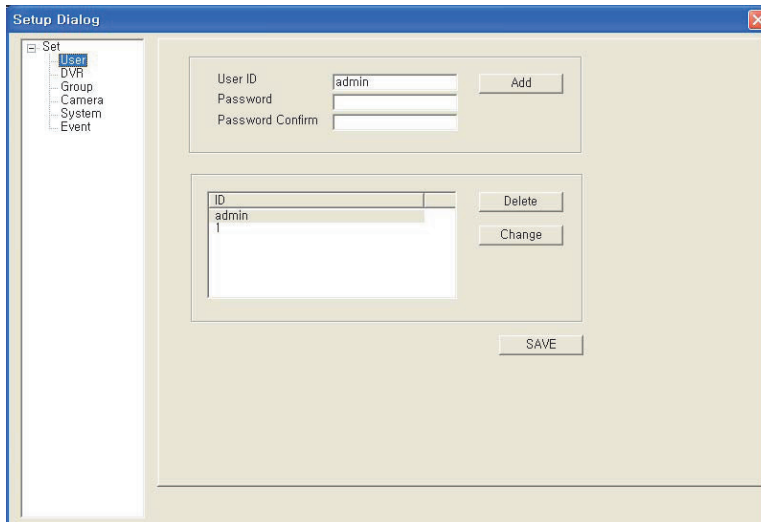 Setup Dialog
Set
User
DVR
Group
Camera
System
Event
User ID
admin
Add
Password
Password Confirm
ID
admin
1
Delete
Change
SAVE